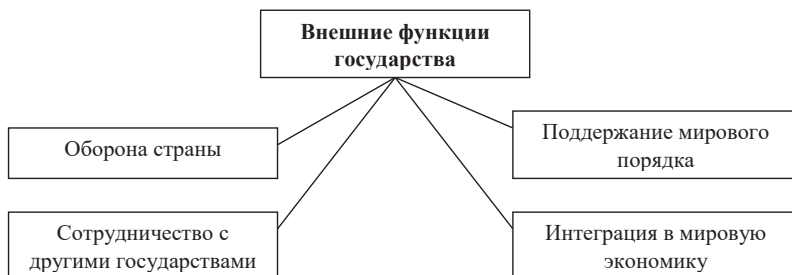 Внешние функции
государства
Оборона страны
Поддержание мирового
порядка
Сотрудничество с
другими государствами
Интеграция в мировую
экономику